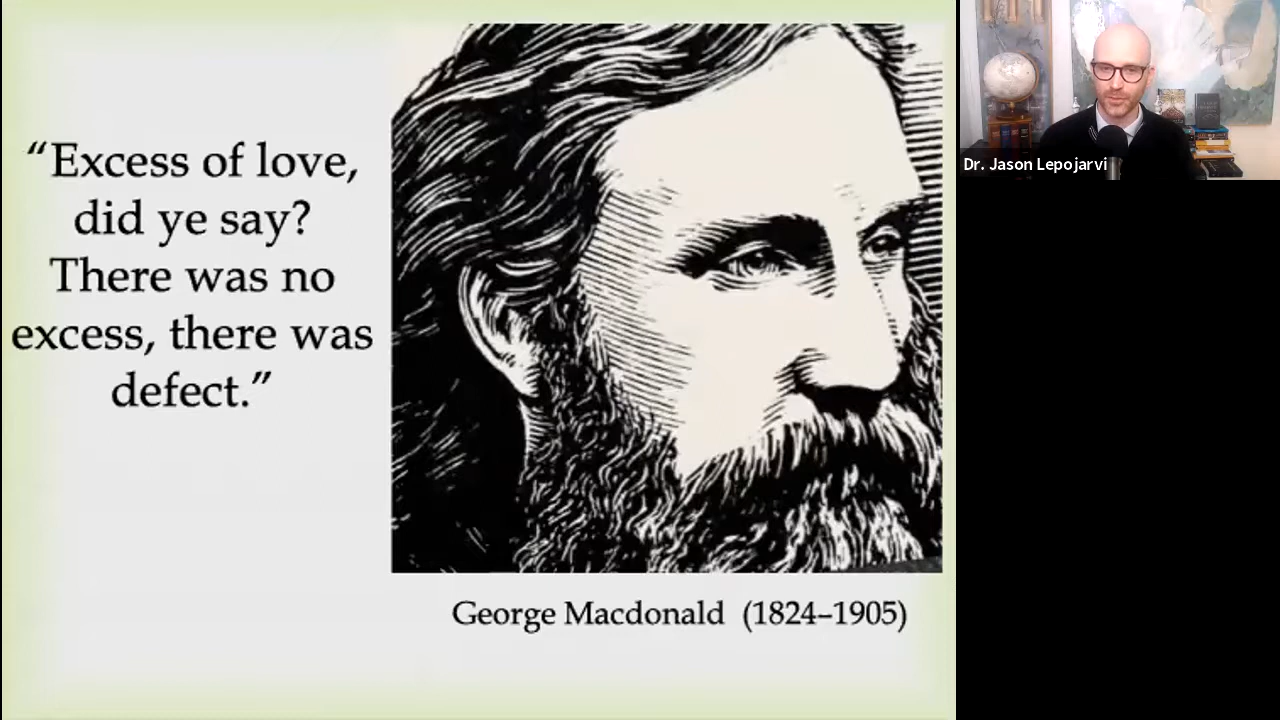 “Excess of love,
did ye say?
There was no
excess, there was
defect.”
George Macdonald (1824–1905)
Dr. Jason Lepojarvi